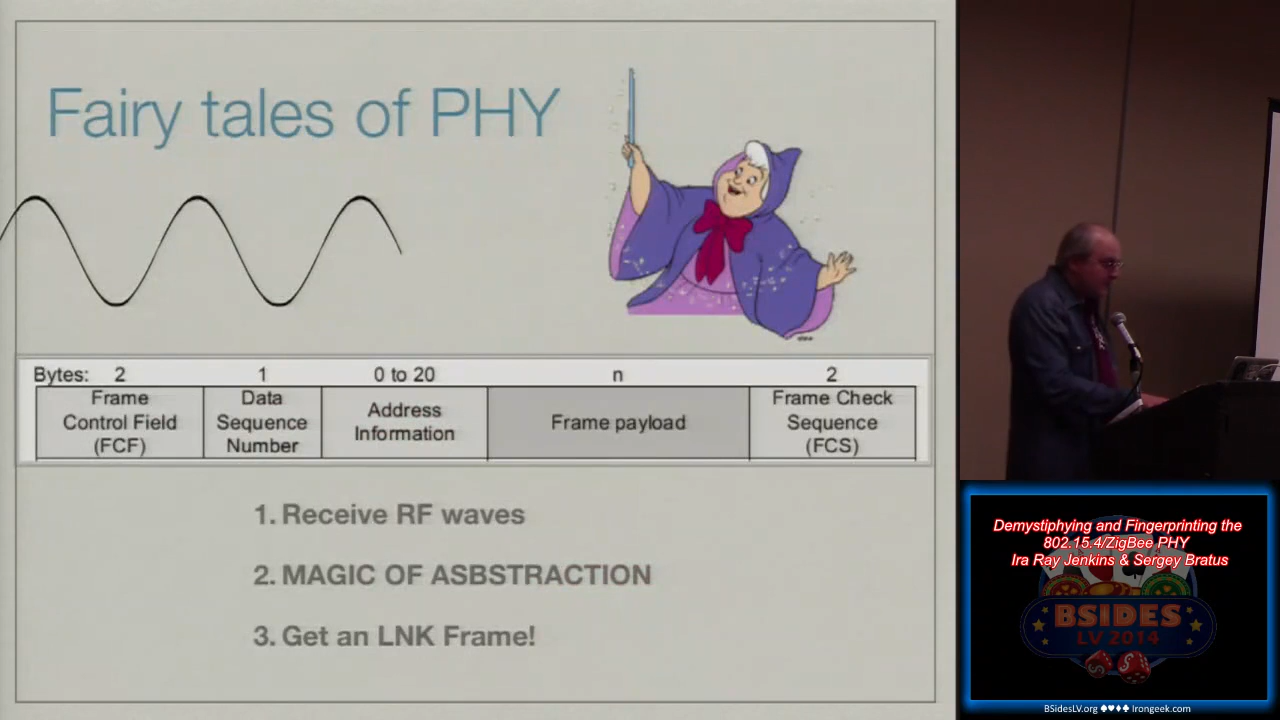 Fairy tales of PHY
Bytes: 2 1 0 to 20 n 2
Frame
Control Field
(FCF)
Data
Sequence
Number
Address
Information
Frame payload
Frame Check
Sequence
(FCS)
1. Receive RF waves
2. MAGIC OF ASBSTRACTION
3. Get an LNK Frame!
Demystiphying and Fingerprinting the
802.15.4/ZigBee PHY
Ira Ray Jenkins & Sergey Bratus
BSIDES
LV 2014
BSidesLV.org ♠♥♦♣ Irongeek.com